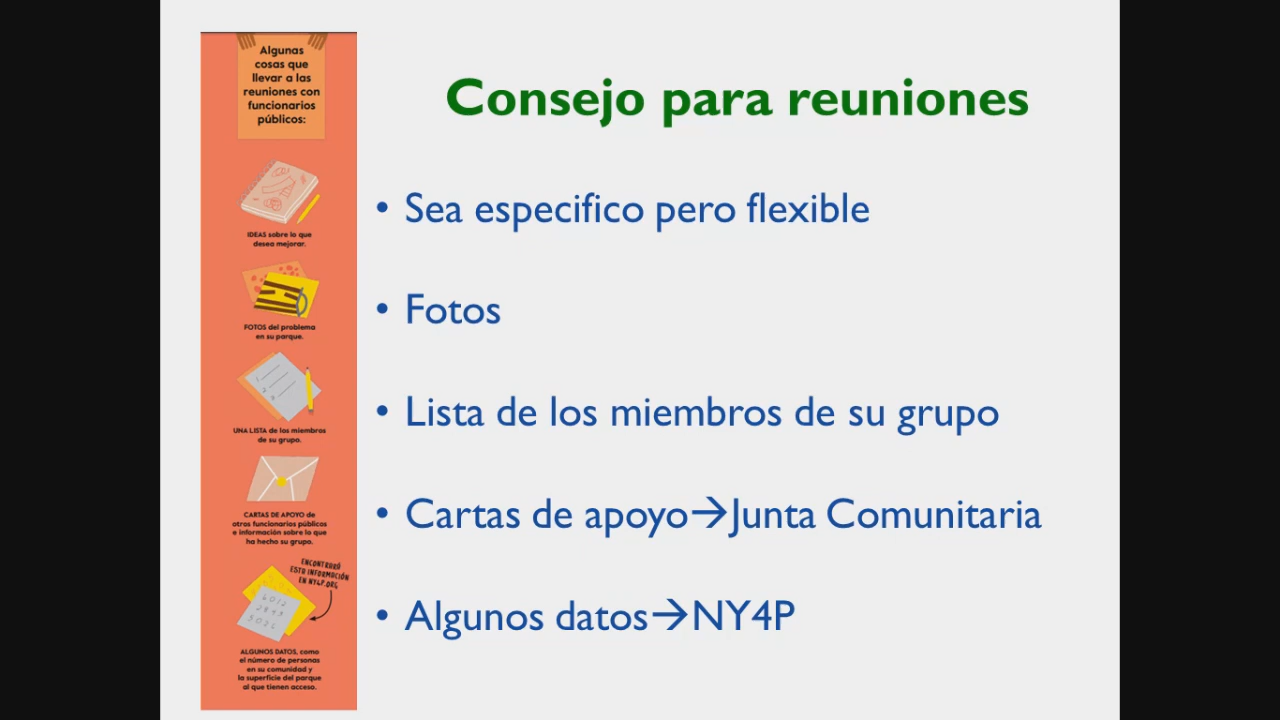 Algunas
cosas que
llevar a las
reuniones con
funcionarios
públicos:
IDEAS sobre lo que
desea mejorar.
FOTOS del problema
en su parque.
UNA LISTA de los miembros
de su grupo.
CARTAS DE APOYO de
otros funcionarios públicos
e información sobre lo que
ha hecho su grupo.
ENCONTRARÁ
ESTA INFORMACIÓN
EN NY4P.ORG
ALGUNOS DATOS, como
el número de personas
en su comunidad y
la superficie del parque
al que tienen acceso.
Consejo para reuniones
• Sea especifico pero flexible
• Fotos
• Lista de los miembros de su grupo
• Cartas de apoyo→Junta Comunitaria
• Algunos datos→NY4P